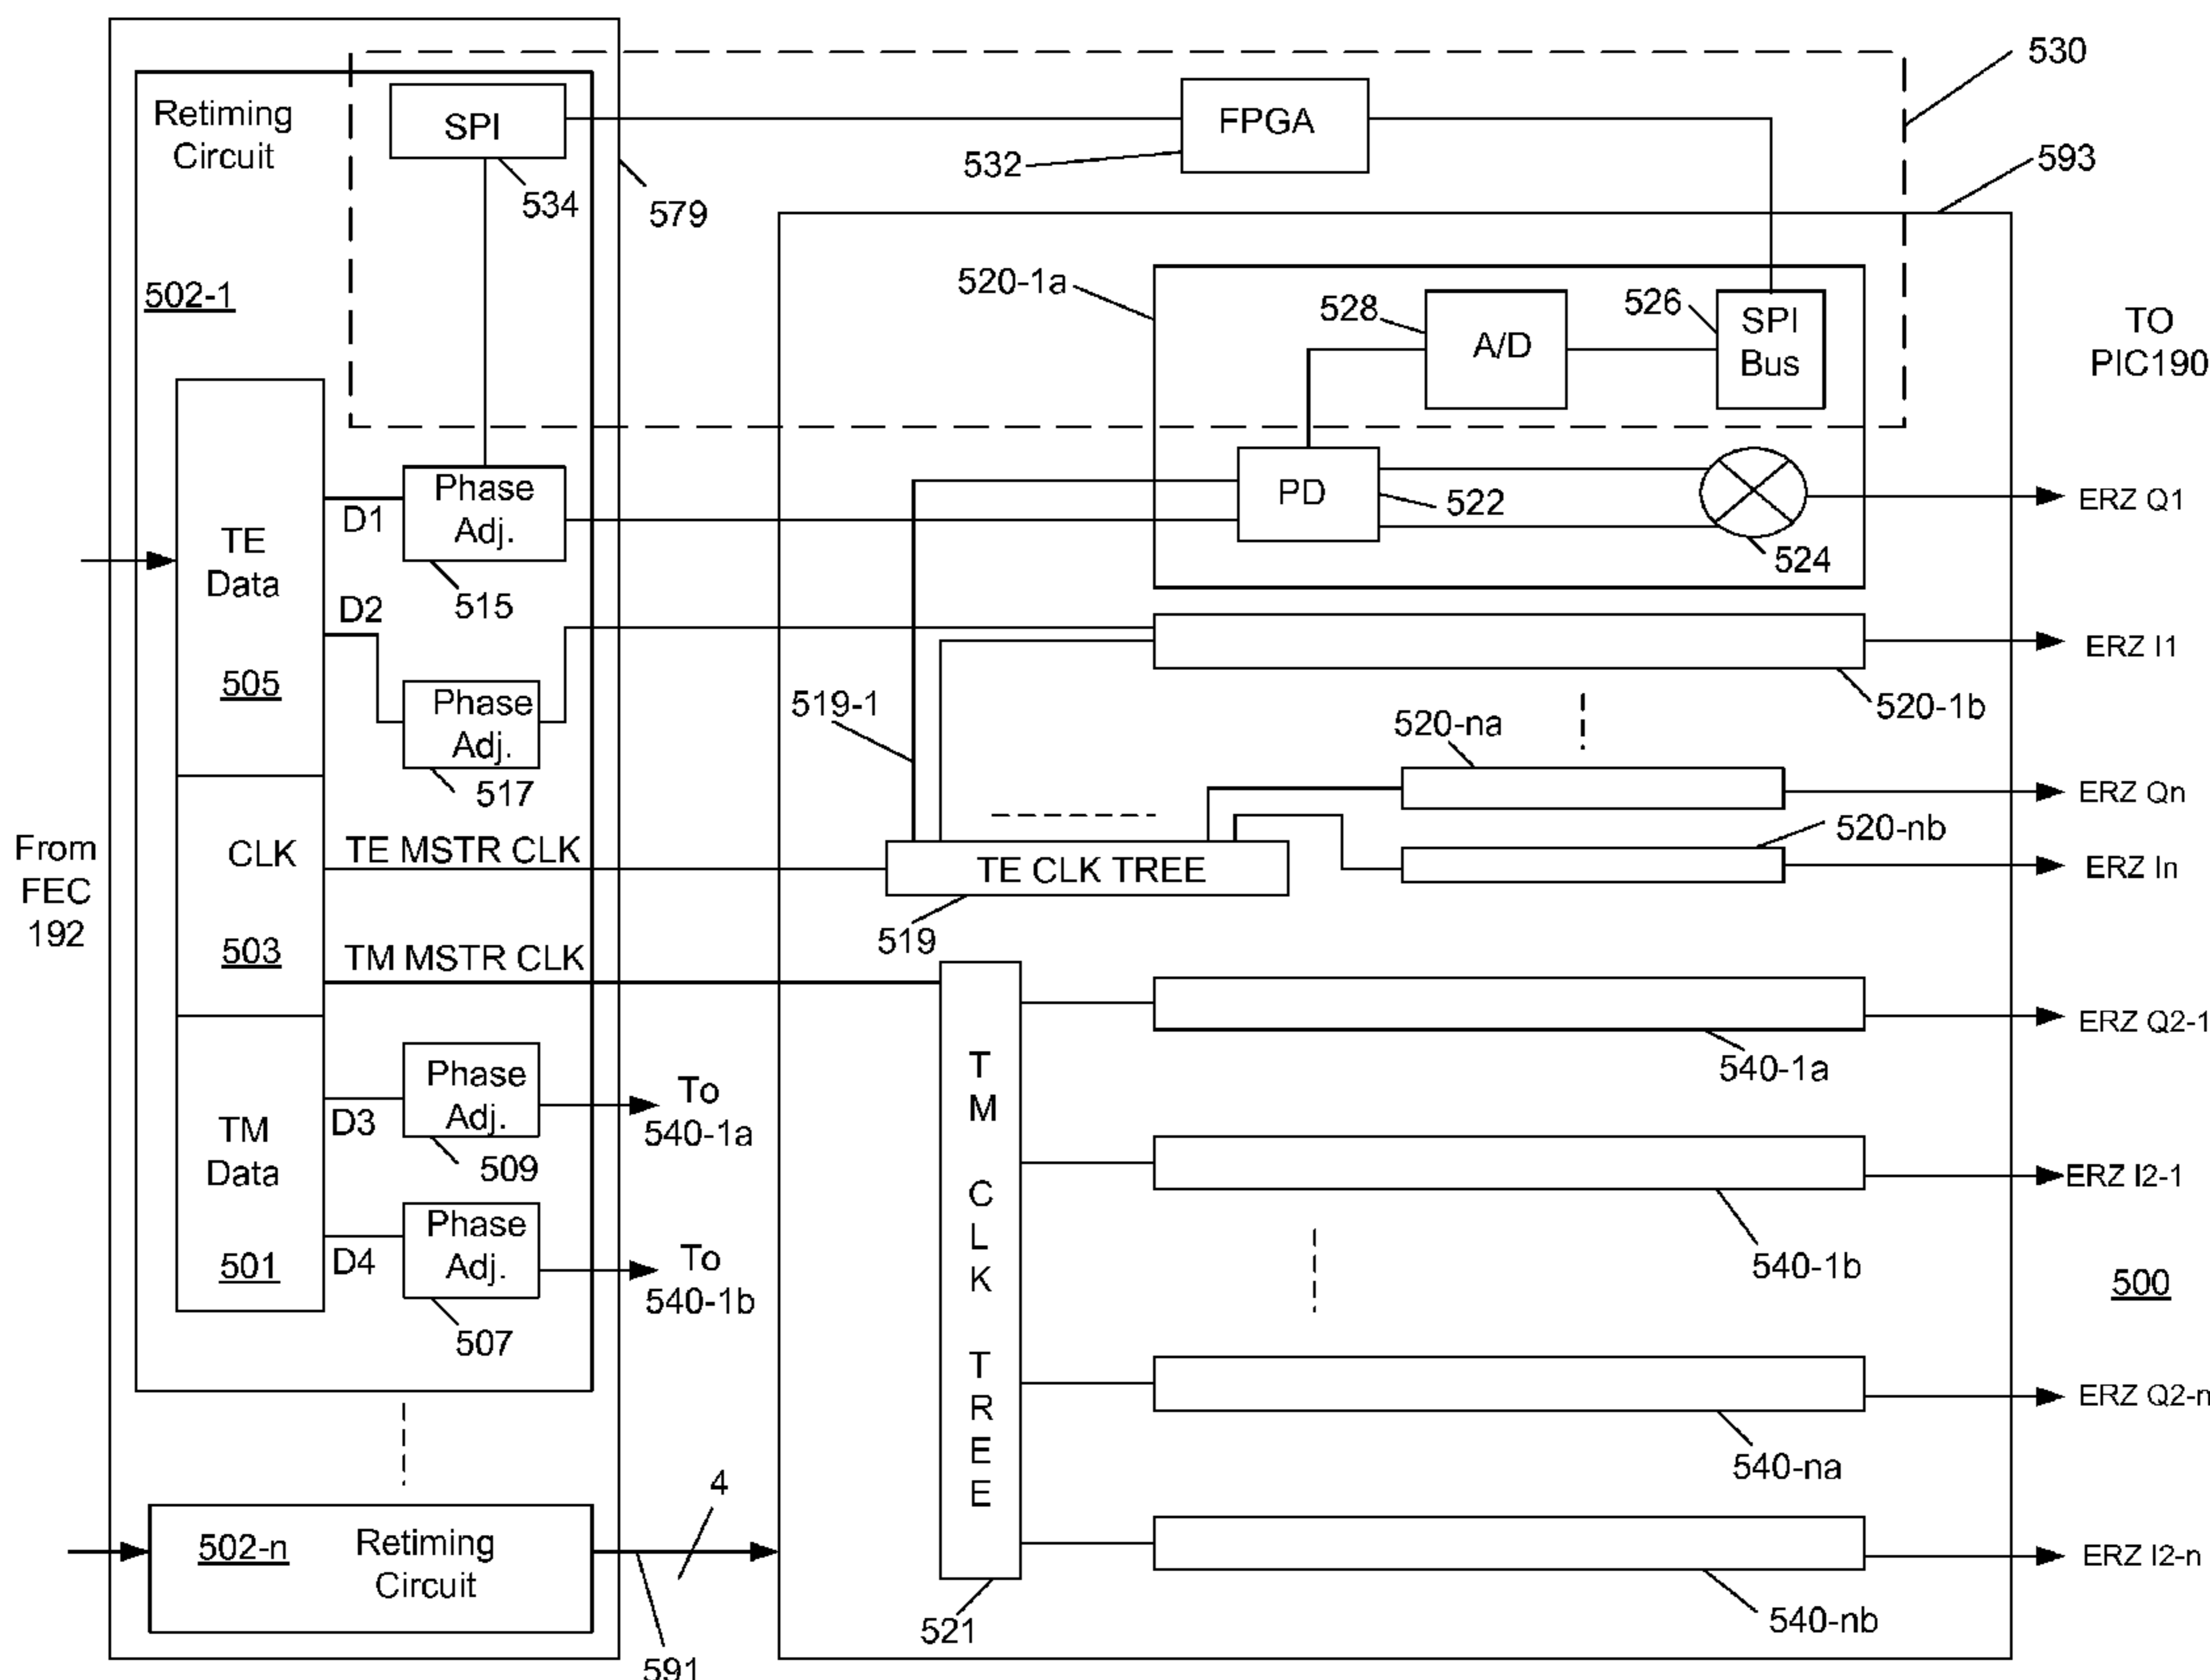 530
Retiming
Circuit
SPI
FPGA
532
534
579
593
502-1
520-1a
528
A/D
526
SPI
Bus
TO
PIC190
TE
Data
505
D1
Phase
Adj.
515
PD
522
524
ERZ Q1
D2
Phase
Adj.
517
ERZ I1
520-1b
519-1
520-na
ERZ Qn
520-nb
ERZ In
From
FEC
192
CLK
503
TE MSTR CLK
TE CLK TREE
519
TM MSTR CLK
TM
Data
501
D3
Phase
Adj.
509
To
540-1a
D4
Phase
Adj.
507
To
540-1b
T
M
C
L
K
T
R
E
E
521
ERZ Q2-1
540-1a
ERZ I2-1
540-1b
500
ERZ Q2-n
540-na
ERZ I2-n
540-nb
502-n
Retiming
Circuit
4
591